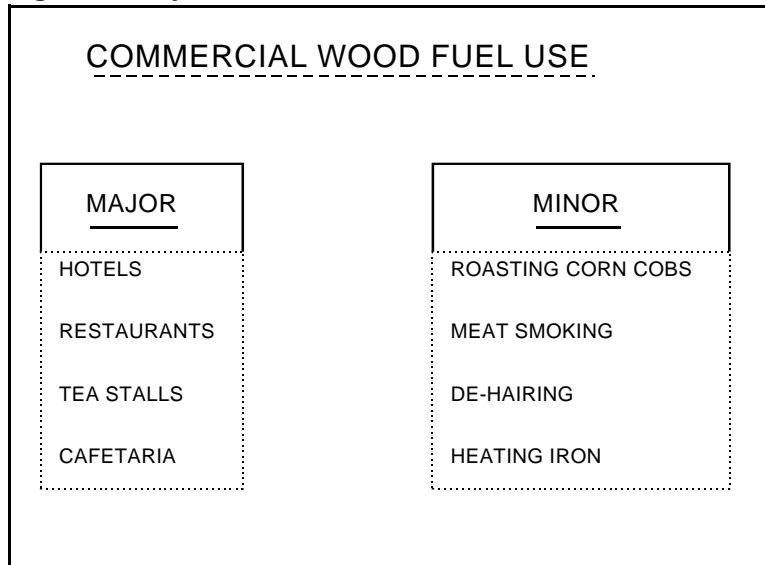 COMMERCIAL WOOD FUEL USE
MAJOR
HOTELS
RESTAURANTS
TEA STALLS
CAFETARIA
MINOR
ROASTING CORN COBS
MEAT SMOKING
DE-HAIRING
HEATING IRON